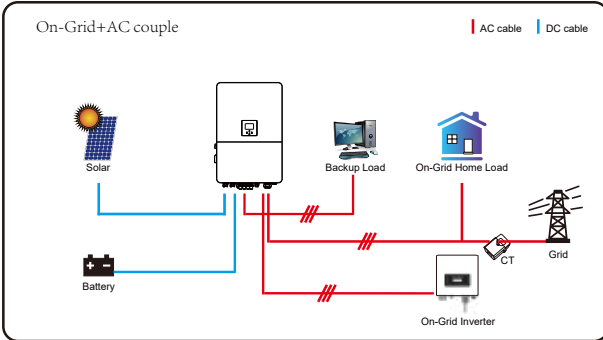 On-Grid+AC couple
AC cable
DC cable
Solar
Backup Load
On-Grid Home Load
CT
Grid
Battery
On-Grid Inverter